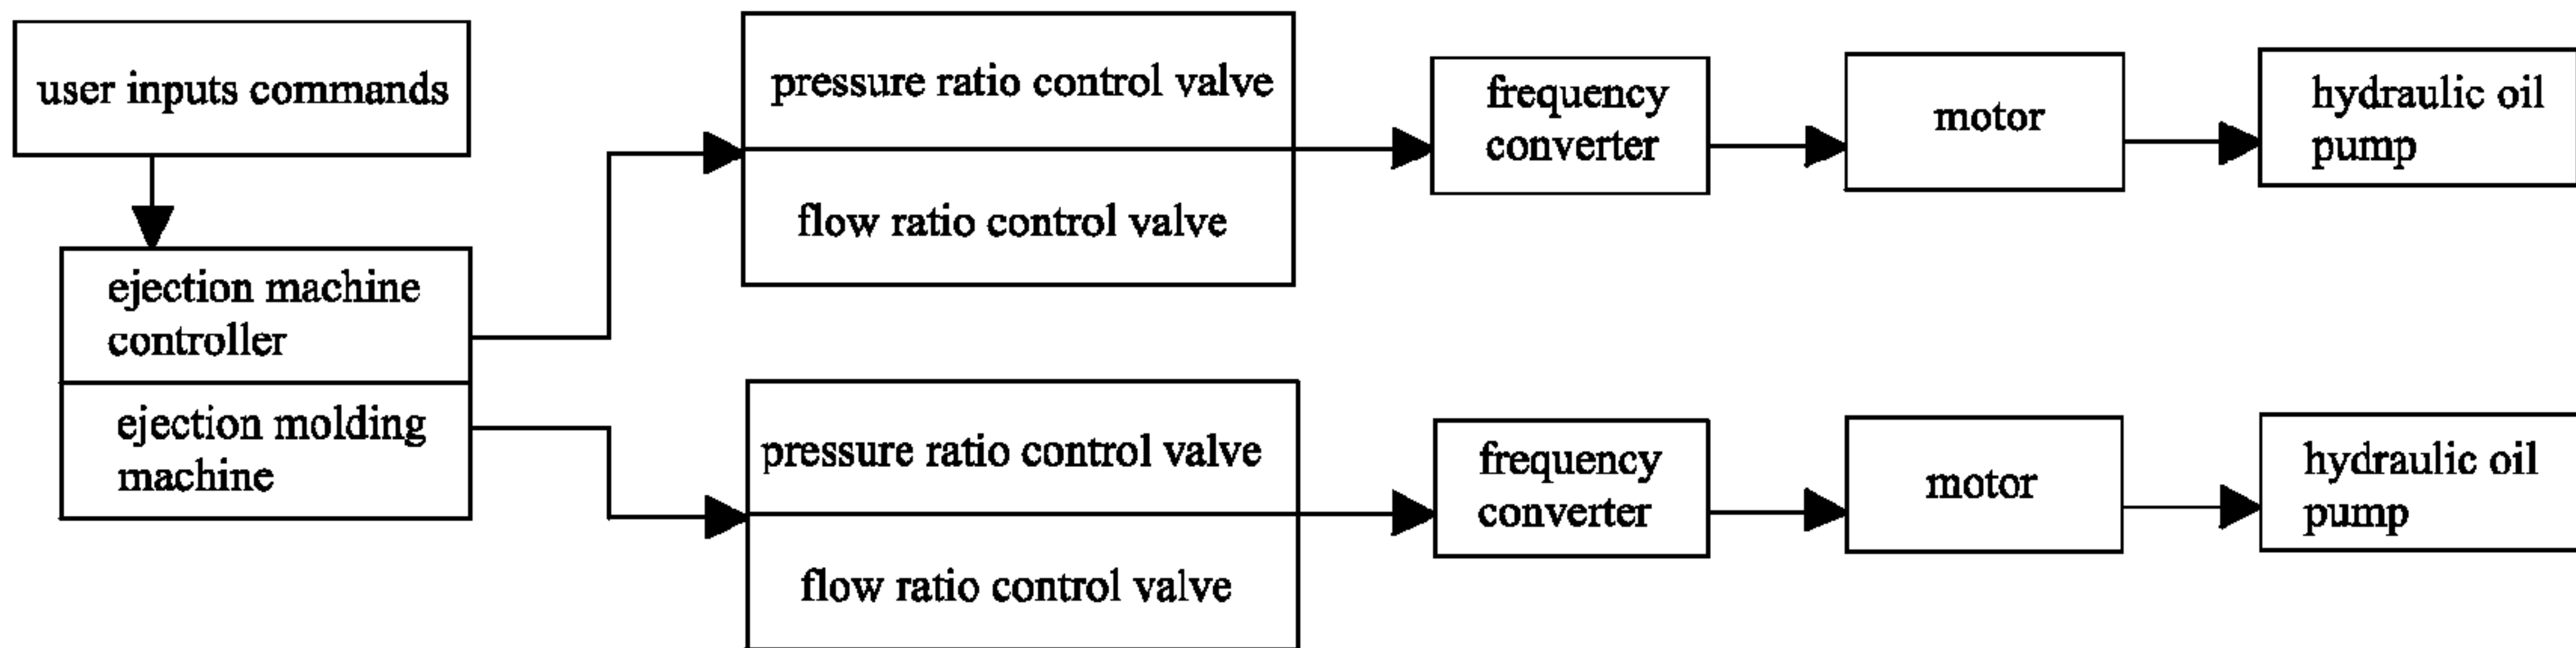 user inputs commands
ejection machine
controller
ejection molding
machine
pressure ratio control valve
flow ratio control valve
frequency
converter
motor
hydraulic oil
pump
pressure ratio control valve
flow ratio control valve
frequency
converter
motor
hydraulic oil
pump